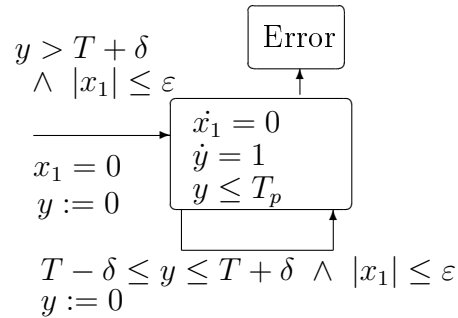 Error
y > T + δ
∧ |x₁| ≤ ε
ẋ₁ = 0
ẏ = 1
y ≤ Tₚ
x₁ = 0
y := 0
T − δ ≤ y ≤ T + δ ∧ |x₁| ≤ ε
y := 0